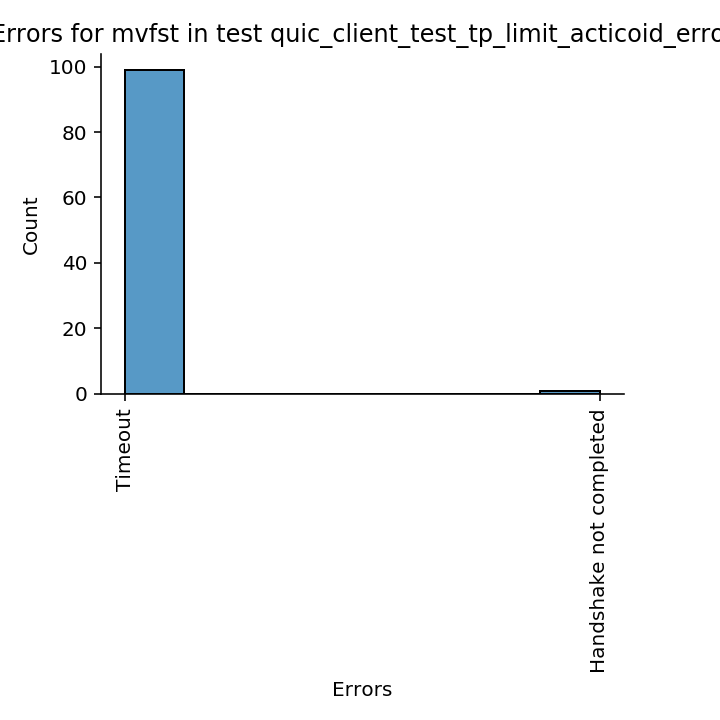 Errors for mvfst in test quic_client_test_tp_limit_acticoid_erro
100
80
60
40
20
0
Count
Timeout
Handshake not completed
Errors